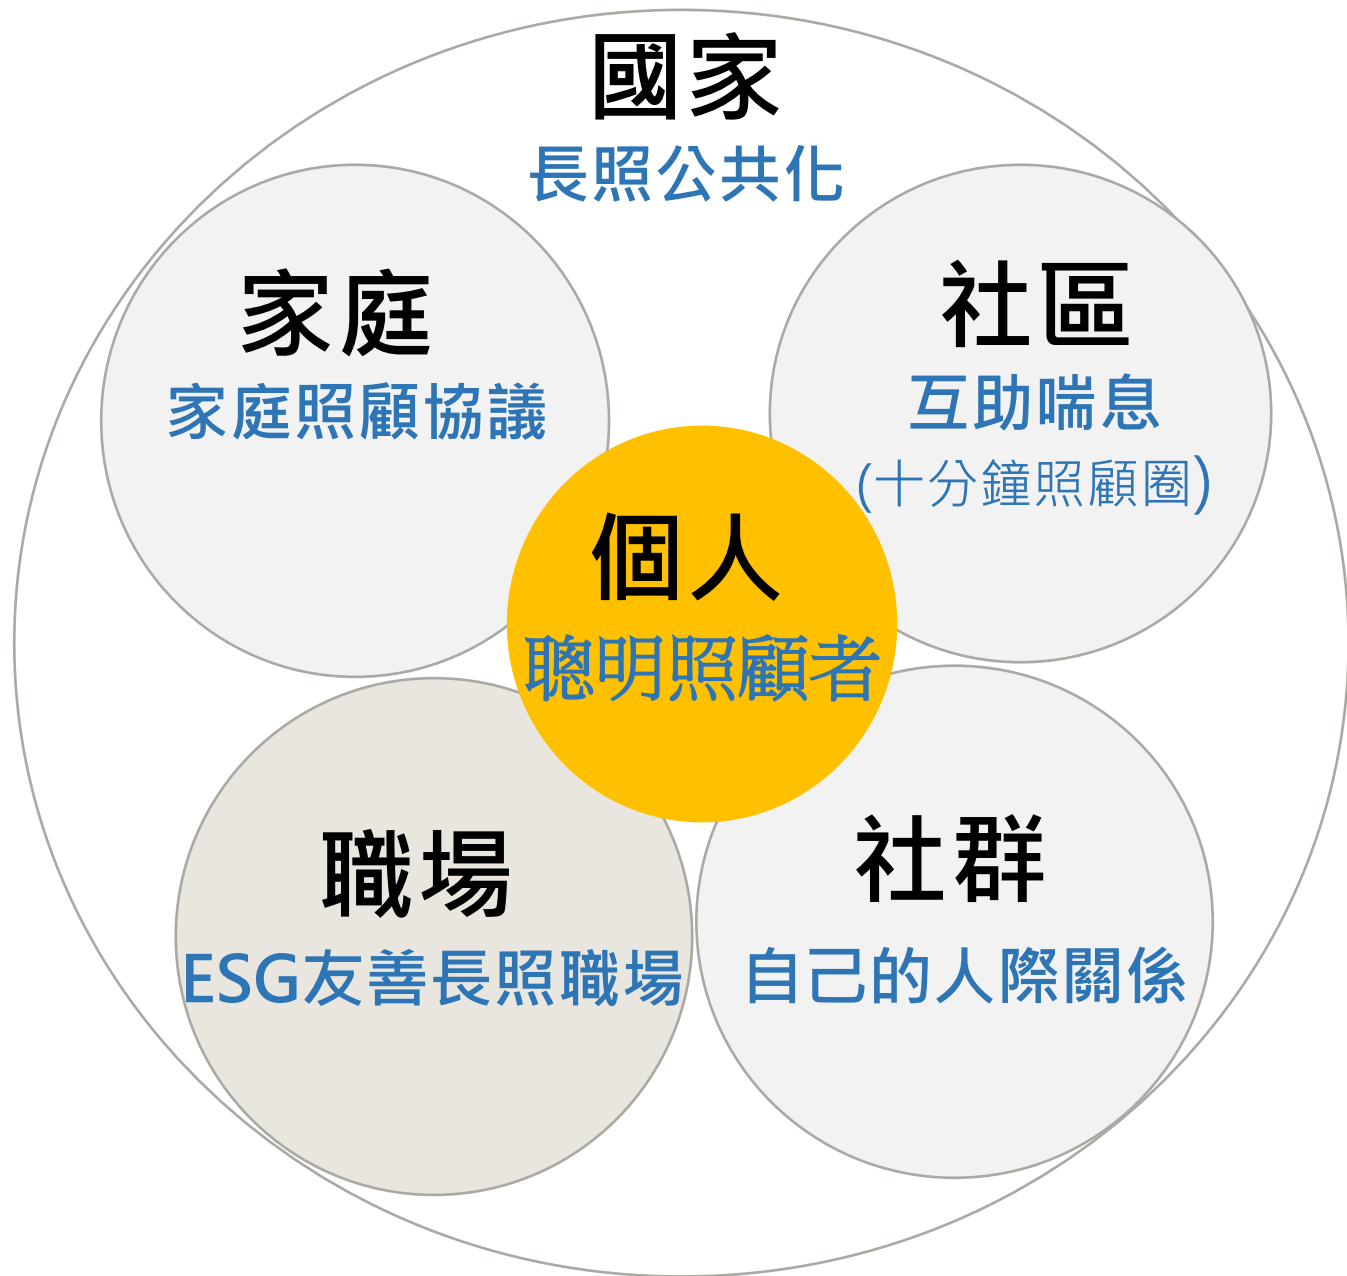 國家
長照公共化
家庭
家庭照顧協議
社區
互助喘息
(十分鐘照顧圈)
個人
聰明照顧者
職場
ESG友善長照職場
社群
自己的人際關係